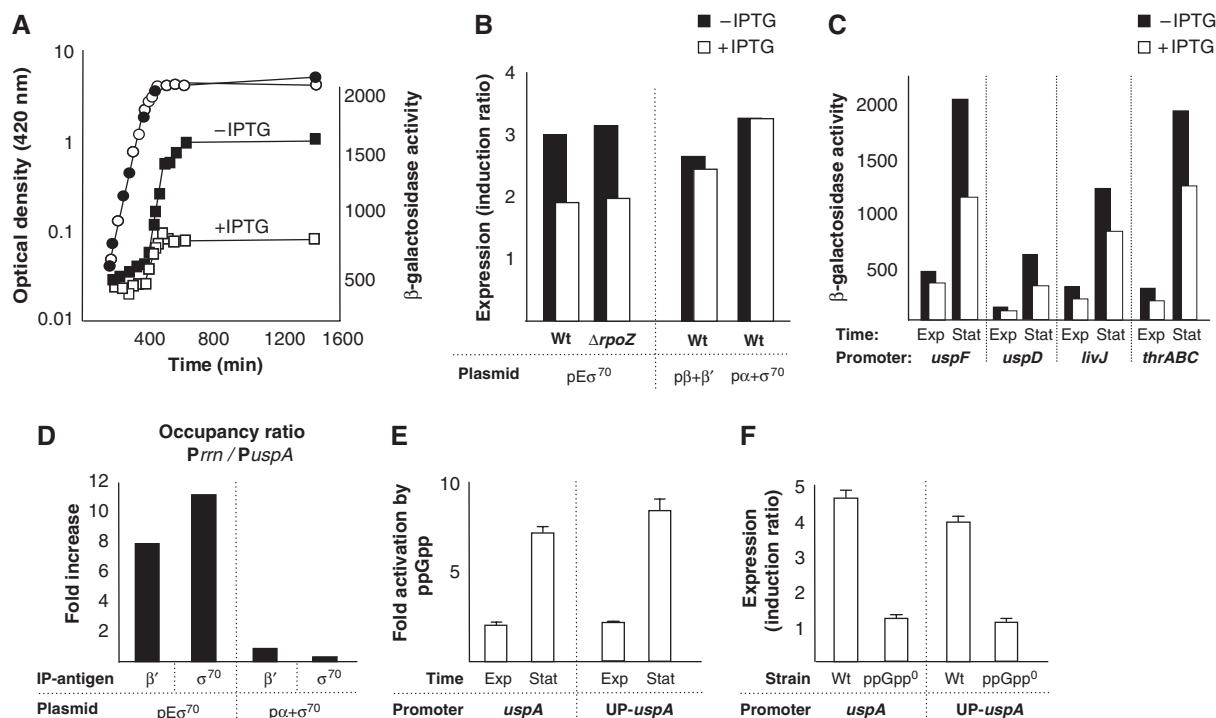 A
Optical density (420 nm)
10
1
0.1
0.01
−IPTG
+IPTG
2000
1500
1000
500
β-galactosidase activity
400 800 1200 1600
Time (min)
B
−IPTG
+IPTG
Expression (induction ratio)
4
3
2
1
Wt ΔrpoZ Wt Wt
Plasmid pEσ⁷⁰ pβ+β′ pα+σ⁷⁰
C
−IPTG
+IPTG
β-galactosidase activity
2000
1500
1000
500
Time: Exp Stat Exp Stat Exp Stat Exp Stat
Promoter: uspF uspD livJ thrABC
D
Occupancy ratio
Prrn / PuspA
Fold increase
12
10
8
6
4
2
IP-antigen β′ σ⁷⁰ β′ σ⁷⁰
Plasmid pEσ⁷⁰ pα+σ⁷⁰
E
Fold activation by
ppGpp
10
5
Time Exp Stat Exp Stat
Promoter uspA UP-uspA
F
Expression
(induction ratio)
5
4
3
2
1
Strain Wt ppGpp⁰ Wt ppGpp⁰
Promoter uspA UP-uspA